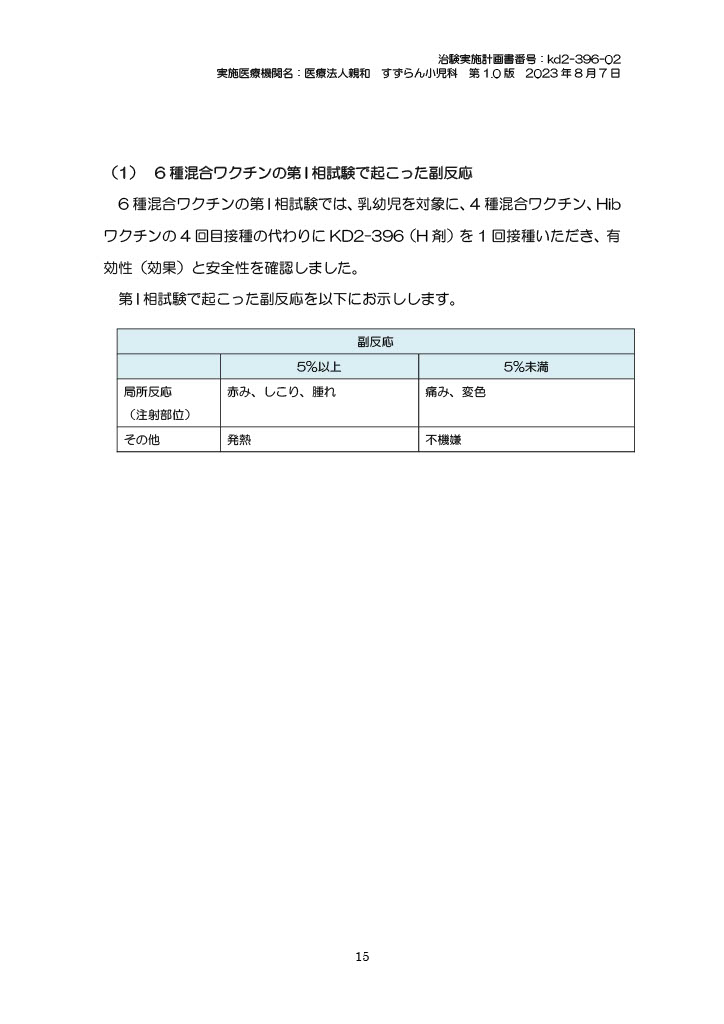 治験実施計画書番号：kd2-396-02
実施医療機関名：医療法人親和　すずらん小児科　第 1.0 版　2023 年 8 月 7 日
（1）　6 種混合ワクチンの第Ⅰ相試験で起こった副反応
6 種混合ワクチンの第Ⅰ相試験では、乳幼児を対象に、4 種混合ワクチン、Hib
ワクチンの 4 回目接種の代わりに KD2-396（H 剤）を 1 回接種いただき、有
効性（効果）と安全性を確認しました。
第Ⅰ相試験で起こった副反応を以下にお示しします。
副反応
5%以上　5%未満
局所反応　赤み、しこり、腫れ　痛み、変色
（注射部位）
その他　発熱　不機嫌
15